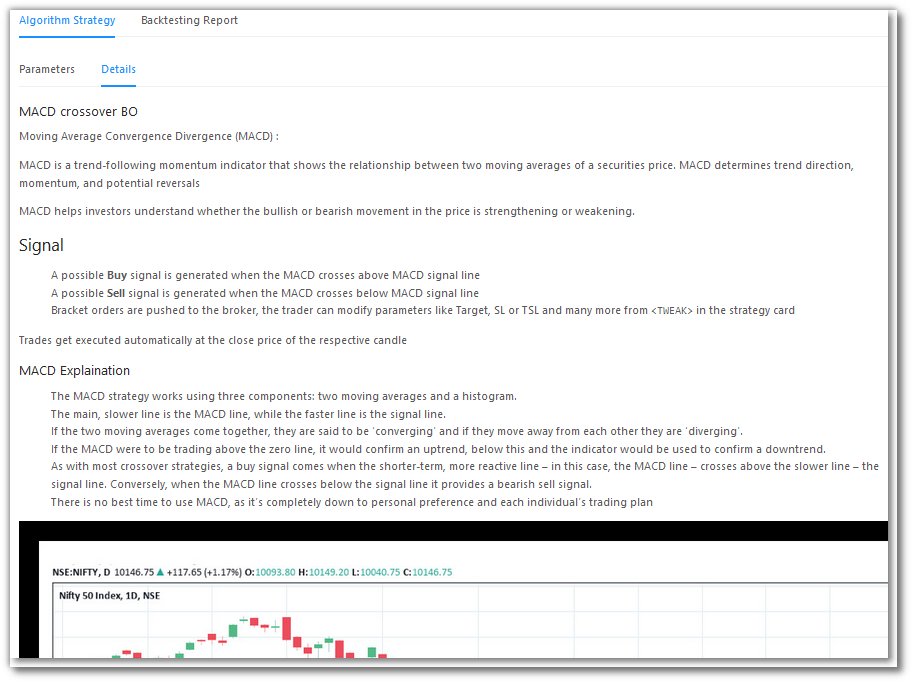 Algorithm Strategy Backtesting Report
Parameters Details
MACD crossover BO
Moving Average Convergence Divergence (MACD) :
MACD is a trend-following momentum indicator that shows the relationship between two moving averages of a securities price. MACD determines trend direction,
momentum, and potential reversals
MACD helps investors understand whether the bullish or bearish movement in the price is strengthening or weakening.
Signal
A possible Buy signal is generated when the MACD crosses above MACD signal line
A possible Sell signal is generated when the MACD crosses below MACD signal line
Bracket orders are pushed to the broker, the trader can modify parameters like Target, SL or TSL and many more from <TWEAK> in the strategy card
Trades get executed automatically at the close price of the respective candle
MACD Explaination
The MACD strategy works using three components: two moving averages and a histogram.
The main, slower line is the MACD line, while the faster line is the signal line.
If the two moving averages come together, they are said to be ‘converging’ and if they move away from each other they are ‘diverging’.
If the MACD were to be trading above the zero line, it would confirm an uptrend, below this and the indicator would be used to confirm a downtrend.
As with most crossover strategies, a buy signal comes when the shorter-term, more reactive line – in this case, the MACD line – crosses above the slower line – the
signal line. Conversely, when the MACD line crosses below the signal line it provides a bearish sell signal.
There is no best time to use MACD, as it’s completely down to personal preference and each individual’s trading plan
NSE:NIFTY, D 10146.75 ▲ +117.65 (+1.17%) O:10093.80 H:10149.20 L:10040.75 C:10146.75
Nifty 50 Index, 1D, NSE